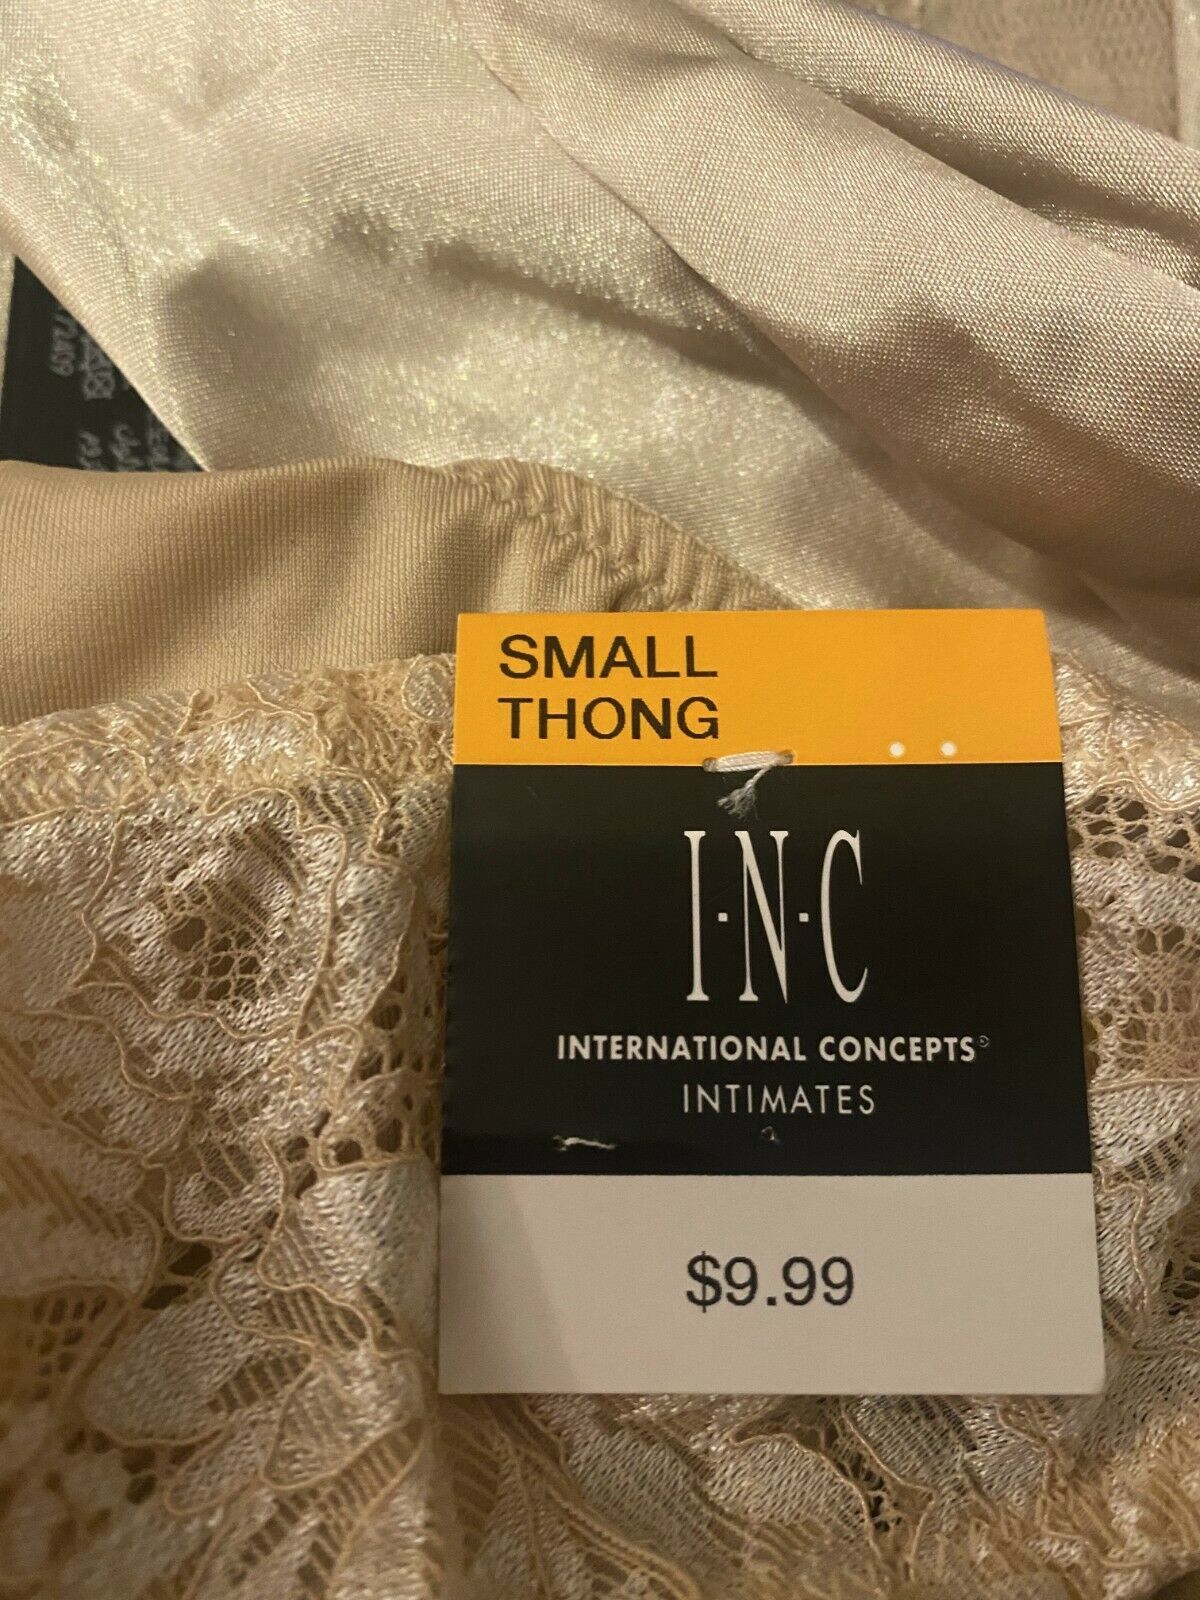 SMALL
THONG
I·N·C
INTERNATIONAL CONCEPTS
INTIMATES
$9.99